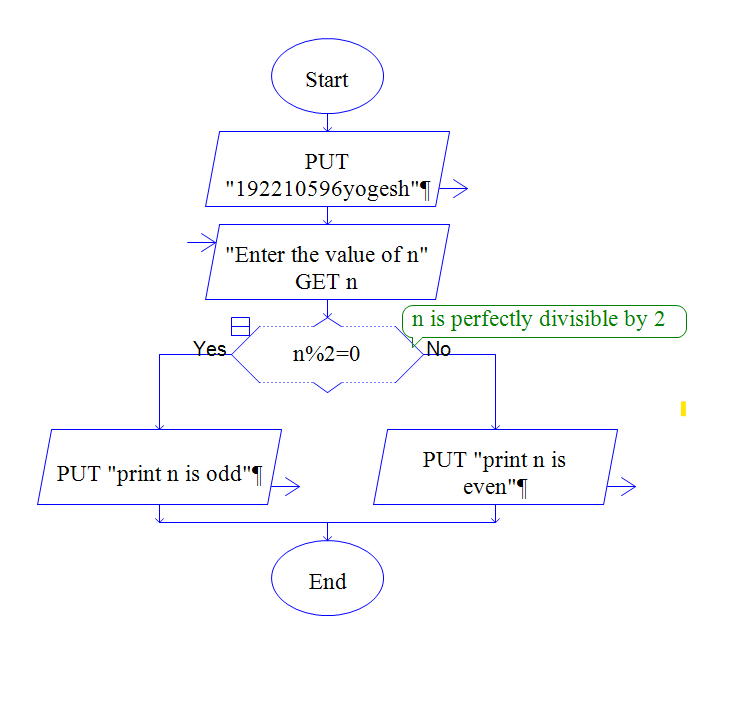 Start
PUT
"192210596yogesh"¶
"Enter the value of n"
GET n
n is perfectly divisible by 2
Yes
n%2=0
No
PUT "print n is odd"¶
PUT "print n is
even"¶
End